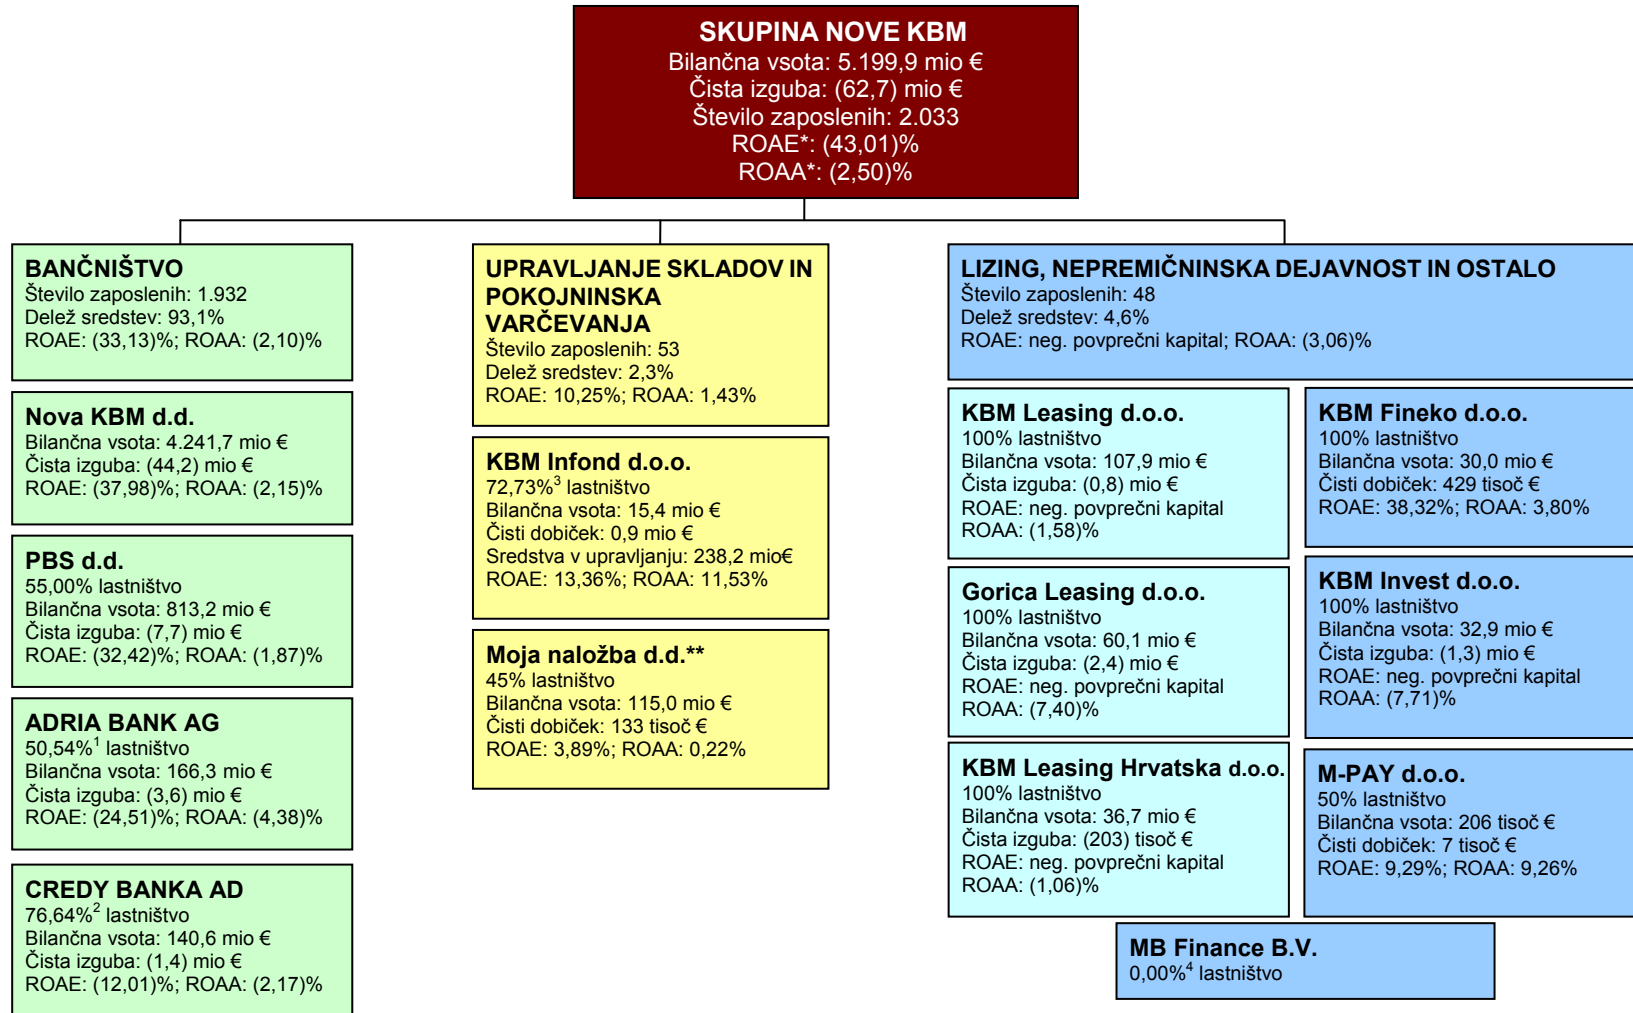 SKUPINA NOVE KBM
Bilančna vsota: 5.199,9 mio €
Čista izguba: (62,7) mio €
Število zaposlenih: 2.033
ROAE*: (43,01)%
ROAA*: (2,50)%
BANČNIŠTVO
Število zaposlenih: 1.932
Delež sredstev: 93,1%
ROAE: (33,13)%; ROAA: (2,10)%
Nova KBM d.d.
Bilančna vsota: 4.241,7 mio €
Čista izguba: (44,2) mio €
ROAE: (37,98)%; ROAA: (2,15)%
PBS d.d.
55,00% lastništvo
Bilančna vsota: 813,2 mio €
Čista izguba: (7,7) mio €
ROAE: (32,42)%; ROAA: (1,87)%
ADRIA BANK AG
50,54%¹ lastništvo
Bilančna vsota: 166,3 mio €
Čista izguba: (3,6) mio €
ROAE: (24,51)%; ROAA: (4,38)%
CREDY BANKA AD
76,64%² lastništvo
Bilančna vsota: 140,6 mio €
Čista izguba: (1,4) mio €
ROAE: (12,01)%; ROAA: (2,17)%
UPRAVLJANJE SKLADOV IN
POKOJNINSKA
VARČEVANJA
Število zaposlenih: 53
Delež sredstev: 2,3%
ROAE: 10,25%; ROAA: 1,43%
KBM Infond d.o.o.
72,73%³ lastništvo
Bilančna vsota: 15,4 mio €
Čisti dobiček: 0,9 mio €
Sredstva v upravljanju: 238,2 mio€
ROAE: 13,36%; ROAA: 11,53%
Moja naložba d.d.**
45% lastništvo
Bilančna vsota: 115,0 mio €
Čisti dobiček: 133 tisoč €
ROAE: 3,89%; ROAA: 0,22%
LIZING, NEPREMIČNINSKA DEJAVNOST IN OSTALO
Število zaposlenih: 48
Delež sredstev: 4,6%
ROAE: neg. povprečni kapital; ROAA: (3,06)%
KBM Leasing d.o.o.
100% lastništvo
Bilančna vsota: 107,9 mio €
Čista izguba: (0,8) mio €
ROAE: neg. povprečni kapital
ROAA: (1,58)%
Gorica Leasing d.o.o.
100% lastništvo
Bilančna vsota: 60,1 mio €
Čista izguba: (2,4) mio €
ROAE: neg. povprečni kapital
ROAA: (7,40)%
KBM Leasing Hrvatska d.o.o.
100% lastništvo
Bilančna vsota: 36,7 mio €
Čista izguba: (203) tisoč €
ROAE: neg. povprečni kapital
ROAA: (1,06)%
KBM Fineko d.o.o.
100% lastništvo
Bilančna vsota: 30,0 mio €
Čisti dobiček: 429 tisoč €
ROAE: 38,32%; ROAA: 3,80%
KBM Invest d.o.o.
100% lastništvo
Bilančna vsota: 32,9 mio €
Čista izguba: (1,3) mio €
ROAE: neg. povprečni kapital
ROAA: (7,71)%
M-PAY d.o.o.
50% lastništvo
Bilančna vsota: 206 tisoč €
Čisti dobiček: 7 tisoč €
ROAE: 9,29%; ROAA: 9,26%
MB Finance B.V.
0,00%⁴ lastništvo